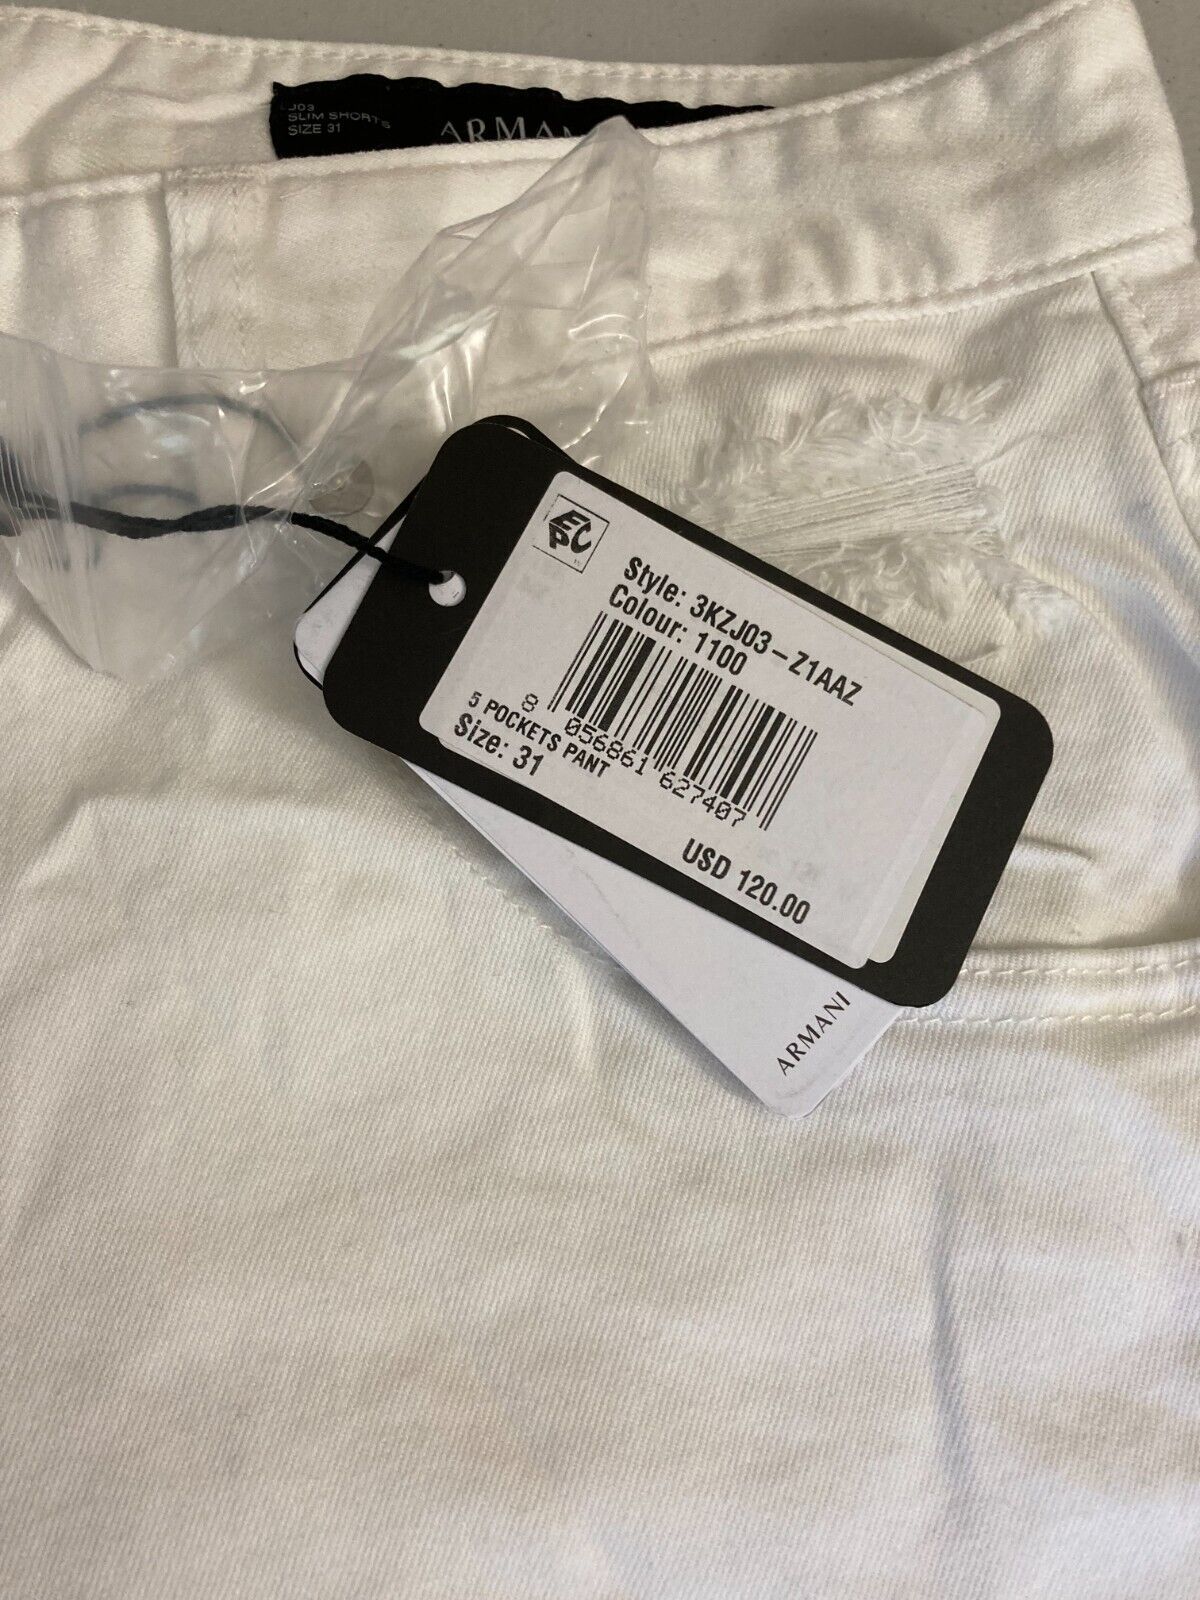 J03
SLIM SHORTS
SIZE 31
ARMANI
EC
P
Style: 3KZJ03-Z1AAZ
Colour: 1100
8 056861 627407
5 POCKETS PANT
Size: 31
USD 120.00
ARMANI